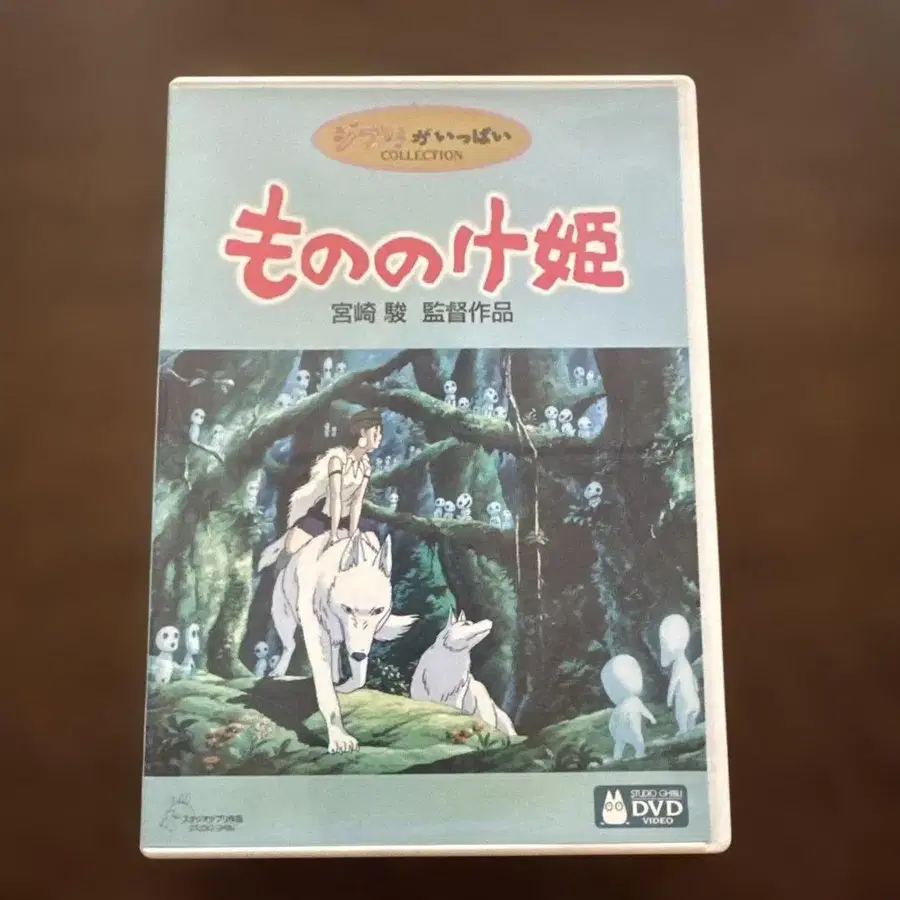 ジブリがいっぱい
COLLECTION
もののけ姫
宮崎 駿 監督作品
スタジオジブリ作品
STUDIO GHIBLI
STUDIO GHIBLI
DVD
VIDEO